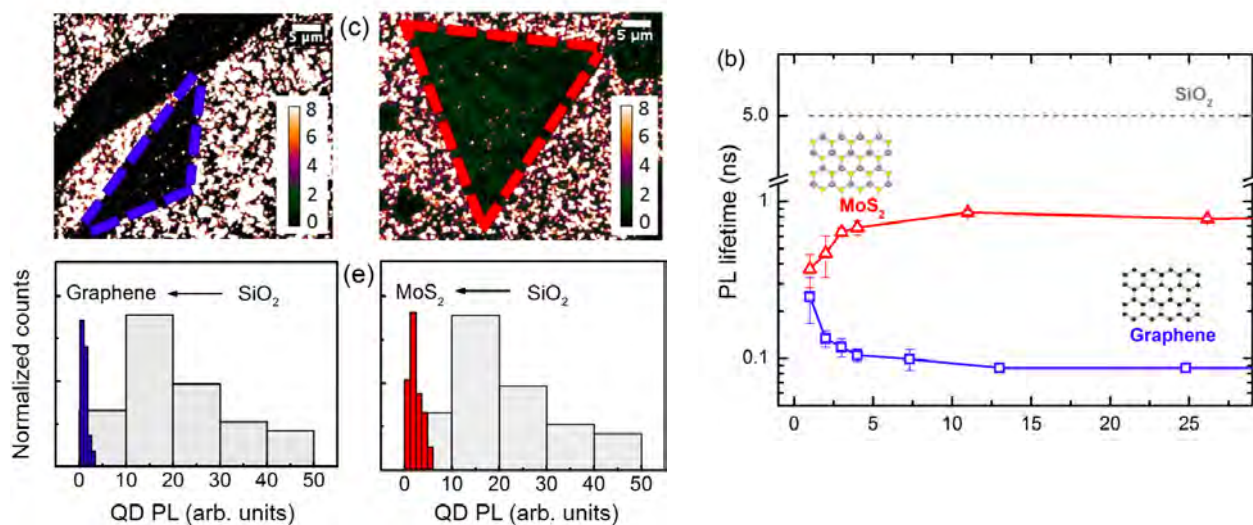 5 µm
8
6
4
2
0
(c)
5 µm
8
6
4
2
0
Normalized counts
Graphene SiO₂
0 10 20 30 40 50
QD PL (arb. units)
(e)
MoS₂ SiO₂
0 10 20 30 40 50
QD PL (arb. units)
(b)
PL lifetime (ns)
5.0
1
0.1
SiO₂
MoS₂
Graphene
0 5 10 15 20 25